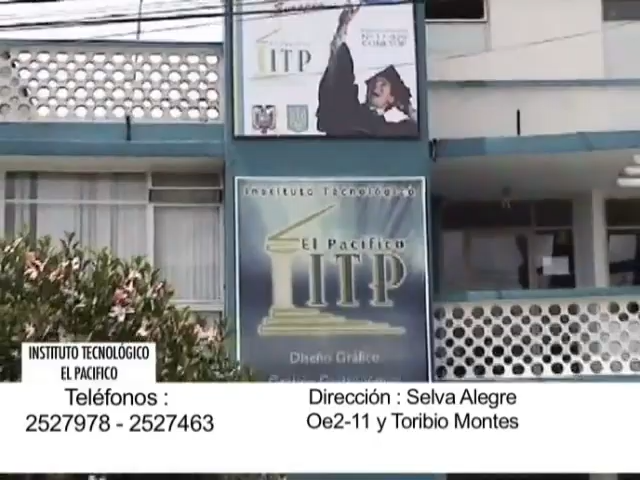 ITP
Instituto Tecnológico
El Pacífico
ITP
Diseño Gráfico
INSTITUTO TECNOLÓGICO
EL PACIFICO
Teléfonos :
2527978 - 2527463
Dirección : Selva Alegre
Oe2-11 y Toribio Montes